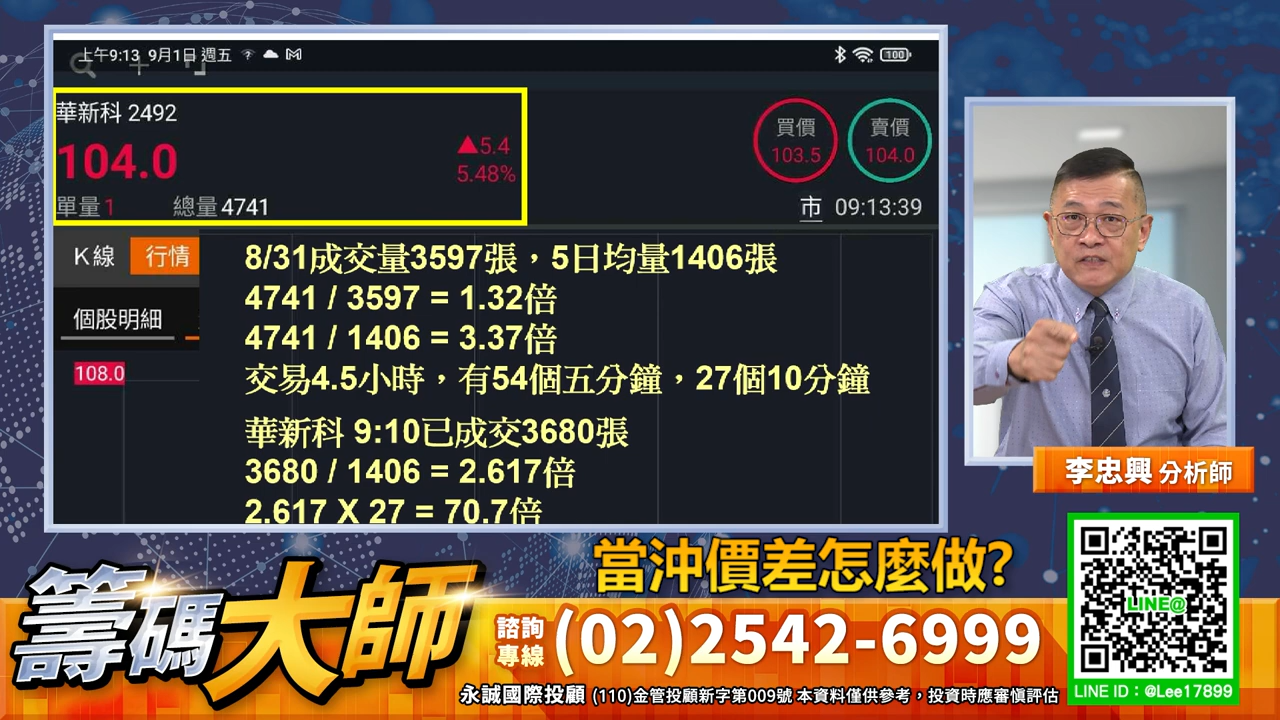 上午9:13 9月1日 週五
100
華新科 2492
104.0
▲5.4
5.48%
單量1 總量4741
買價
103.5
賣價
104.0
市 09:13:39
K線 行情
個股明細
108.0
8/31成交量3597張,5日均量1406張
4741 / 3597 = 1.32倍
4741 / 1406 = 3.37倍
交易4.5小時,有54個五分鐘,27個10分鐘
華新科 9:10已成交3680張
3680 / 1406 = 2.617倍
2.617 X 27 = 70.7倍
李忠興 分析師
當沖價差怎麼做?
籌碼大師
諮詢專線 (02)2542-6999
永誠國際投顧 (110)金管投顧新字第009號 本資料僅供參考,投資時應審慎評估
LINE@
LINE ID:@Lee17899